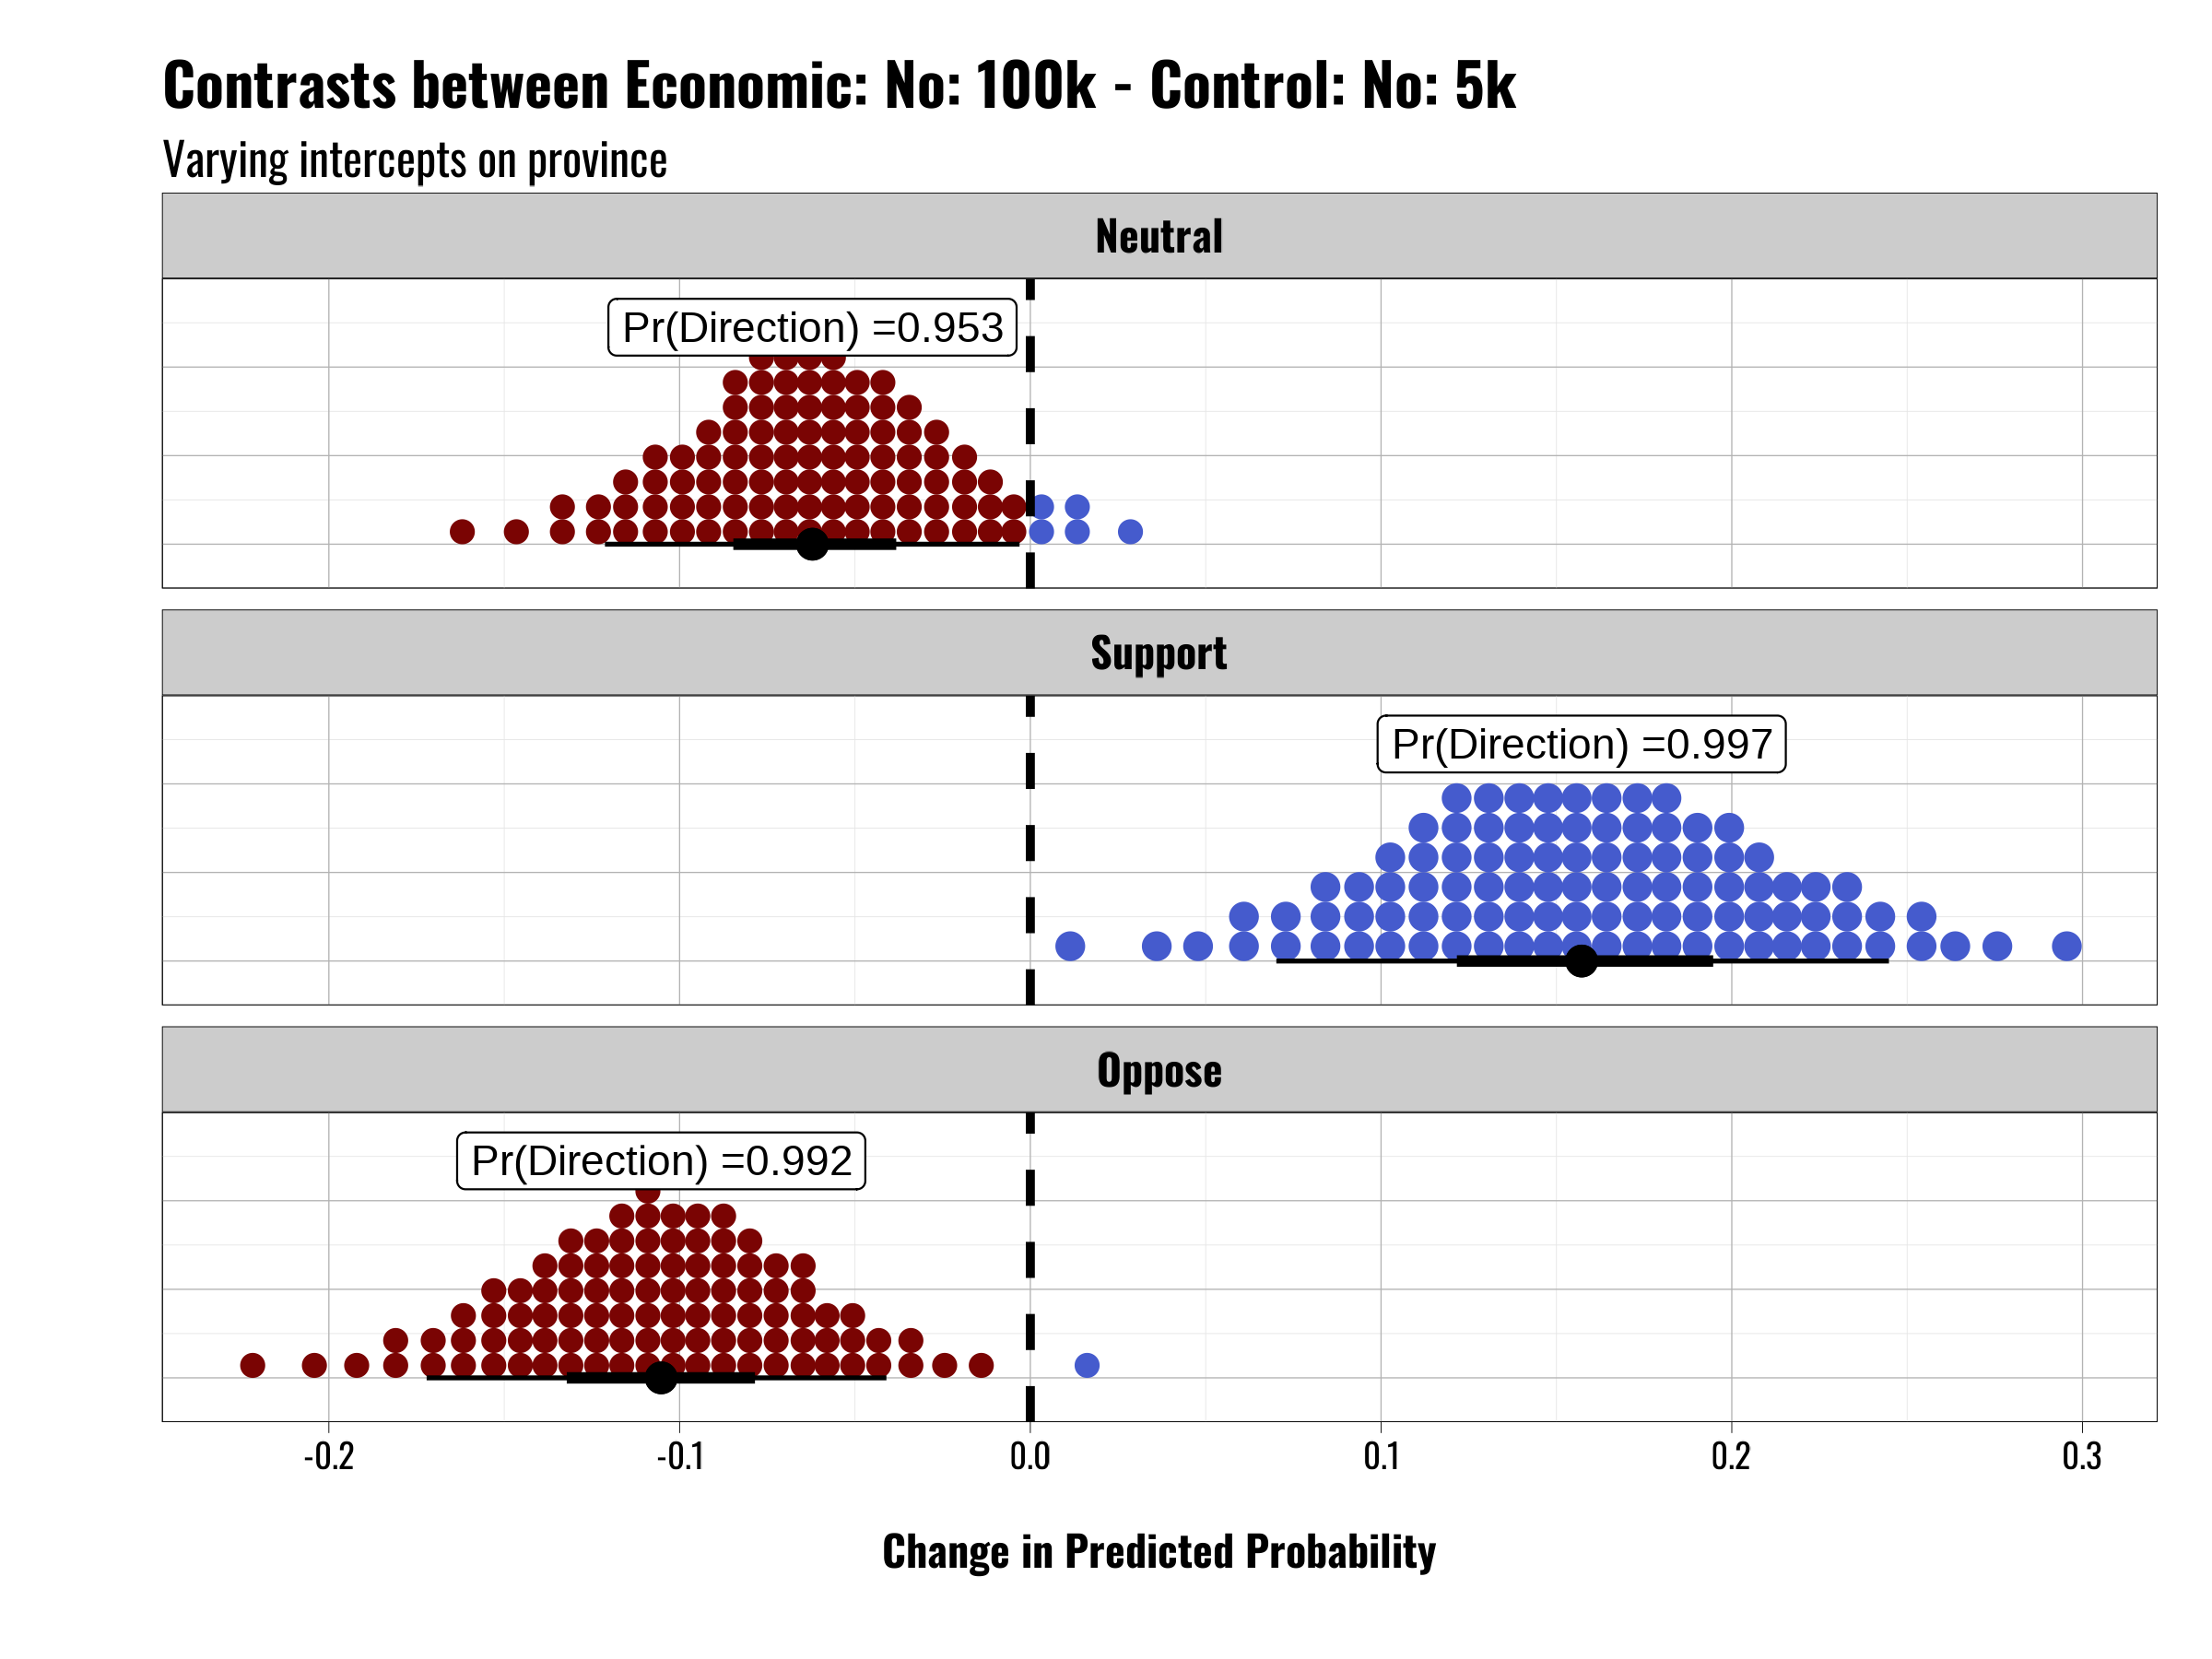 Contrasts between Economic: No: 100k - Control: No: 5k
Varying intercepts on province
Neutral
Pr(Direction) =0.953
Support
Pr(Direction) =0.997
Oppose
Pr(Direction) =0.992
-0.2 -0.1 0.0 0.1 0.2 0.3
Change in Predicted Probability